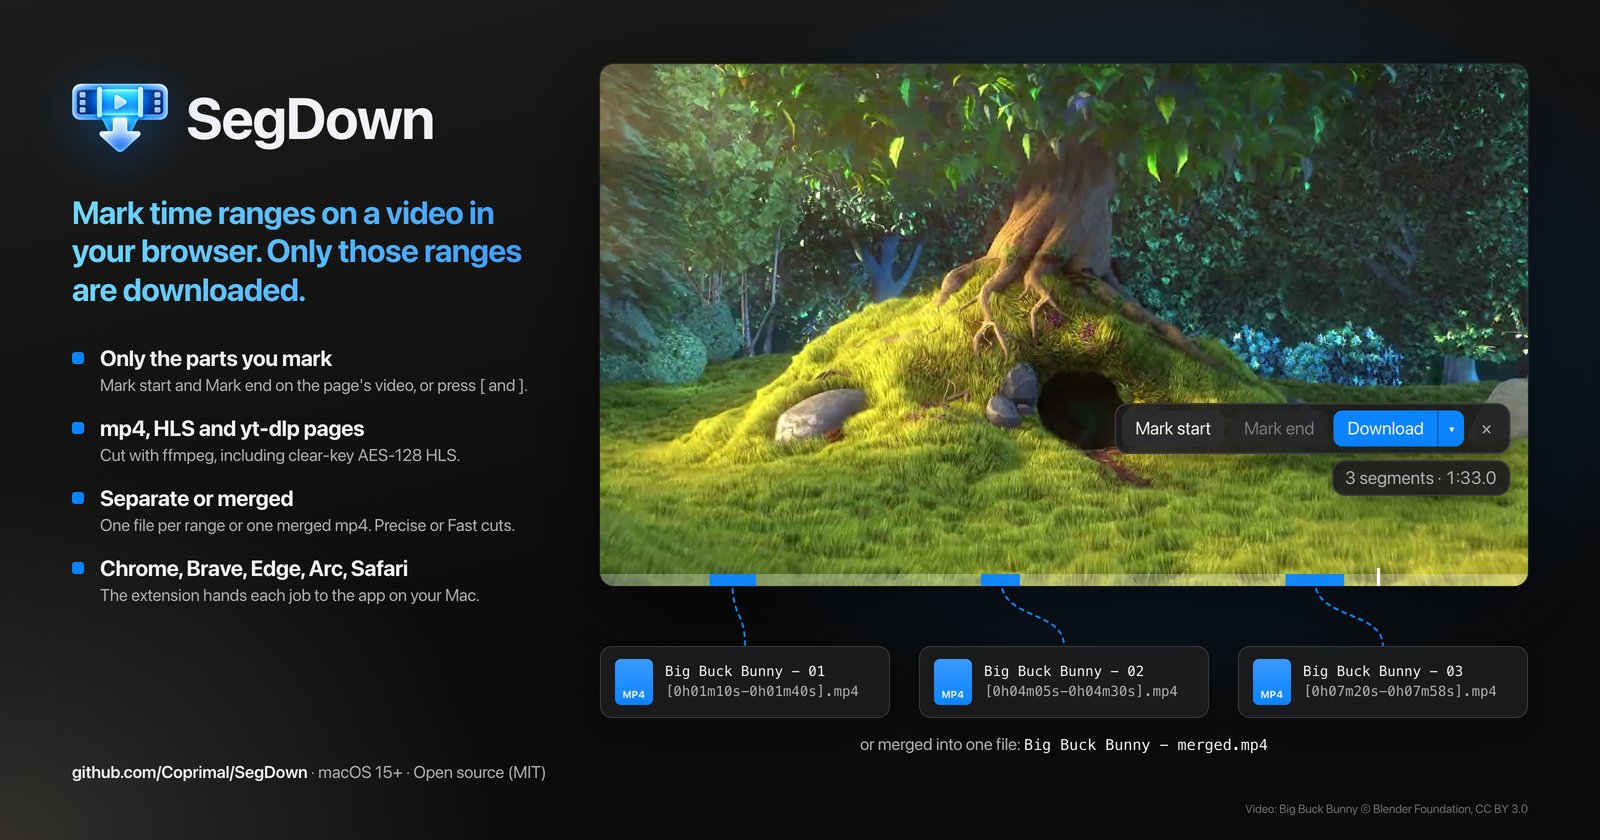 SegDown
Mark time ranges on a video in
your browser. Only those ranges
are downloaded.
Only the parts you mark
Mark start and Mark end on the page's video, or press [ and ].
mp4, HLS and yt-dlp pages
Cut with ffmpeg, including clear-key AES-128 HLS.
Separate or merged
One file per range or one merged mp4. Precise or Fast cuts.
Chrome, Brave, Edge, Arc, Safari
The extension hands each job to the app on your Mac.
github.com/Coprimal/SegDown · macOS 15+ · Open source (MIT)
Mark start Mark end Download ▾ ×
3 segments · 1:33.0
MP4
Big Buck Bunny – 01
[0h01m10s–0h01m40s].mp4
MP4
Big Buck Bunny – 02
[0h04m05s–0h04m30s].mp4
MP4
Big Buck Bunny – 03
[0h07m20s–0h07m58s].mp4
or merged into one file: Big Buck Bunny – merged.mp4
Video: Big Buck Bunny © Blender Foundation, CC BY 3.0